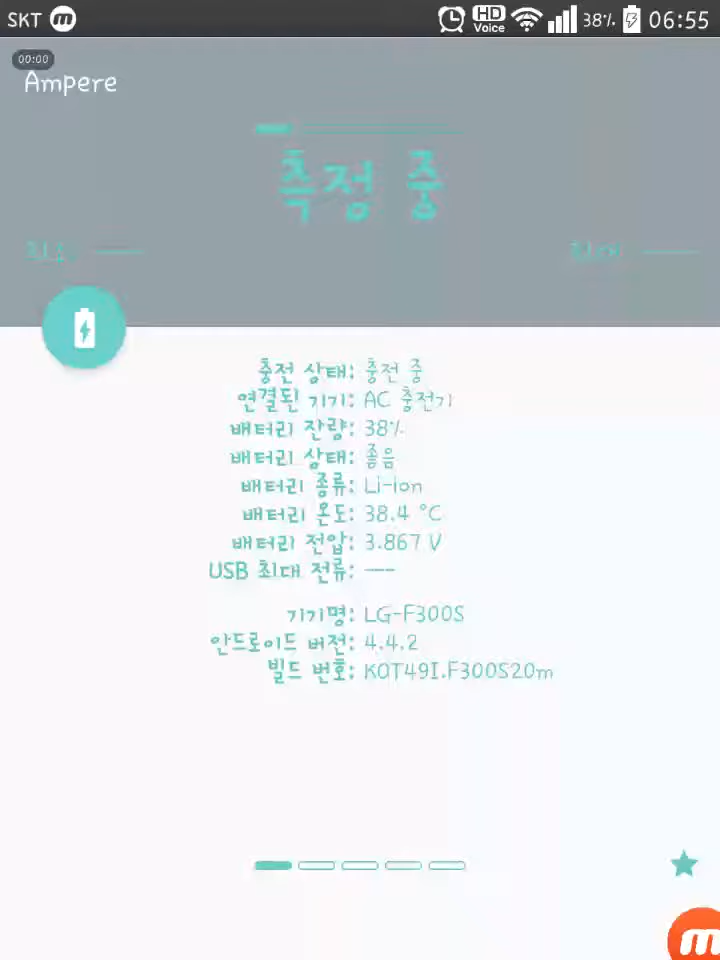 SKT m HD Voice 38% 06:55
00:00
Ampere
측정 중
충전 상태: 충전 중
연결된 기기: AC 충전기
배터리 잔량: 38%
배터리 상태: 좋음
배터리 종류: Li-ion
배터리 온도: 38.4 °C
배터리 전압: 3.867 V
USB 최대 전류: ---
기기명: LG-F300S
안드로이드 버전: 4.4.2
빌드 번호: KOT49I.F300S20m
m